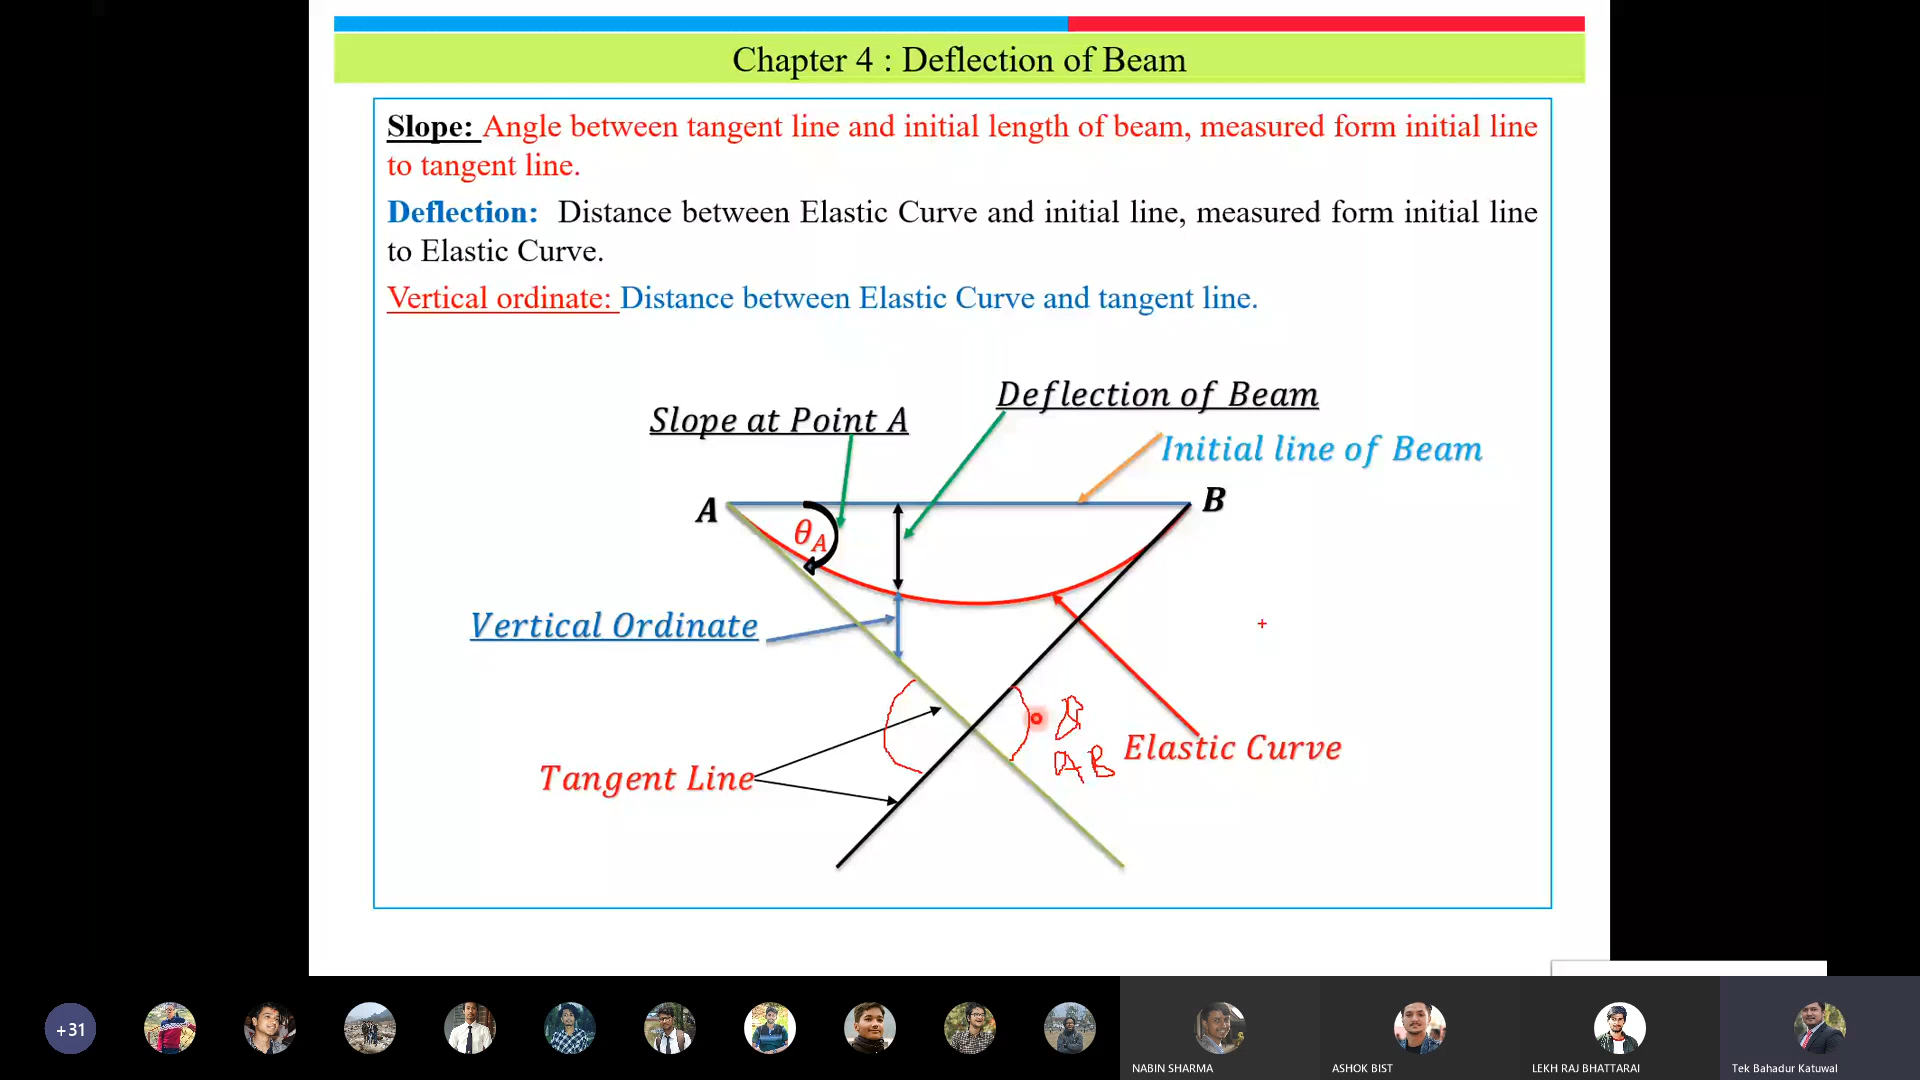 Chapter 4 : Deflection of Beam
Slope: Angle between tangent line and initial length of beam, measured form initial line
to tangent line.
Deflection: Distance between Elastic Curve and initial line, measured form initial line
to Elastic Curve.
Vertical ordinate: Distance between Elastic Curve and tangent line.
Deflection of Beam
Slope at Point A
Initial line of Beam
A
B
θA
Vertical Ordinate
AB
Elastic Curve
Tangent Line
+31
NABIN SHARMA
ASHOK BIST
LEKH RAJ BHATTARAI
Tek Bahadur Katuwal